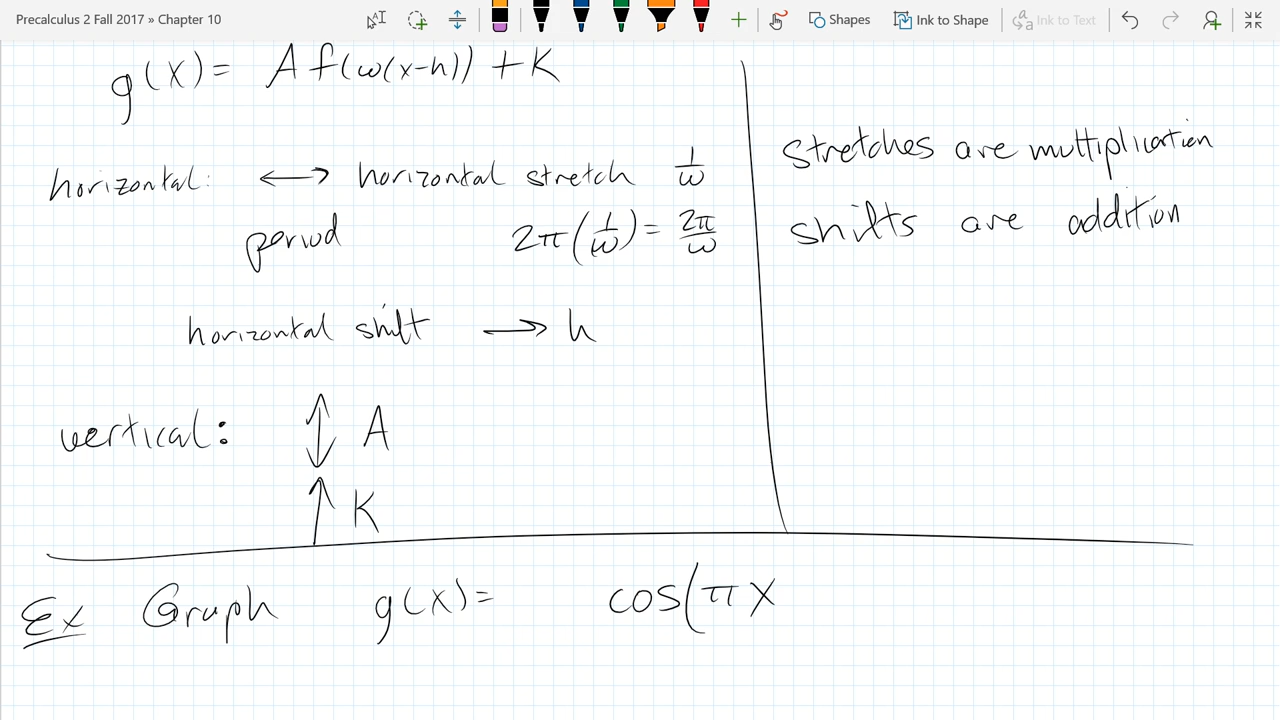 Precalculus 2 Fall 2017 » Chapter 10
Shapes
Ink to Shape
Ink to Text
g(x) = A f(ω(x-h)) + K
horizontal: ⟷ horizontal stretch 1/ω
period 2π(1/ω) = 2π/ω
horizontal shift → h
vertical: ↕ A
↑ K
stretches are multiplication
shifts are addition
Ex Graph g(x) = cos(πx